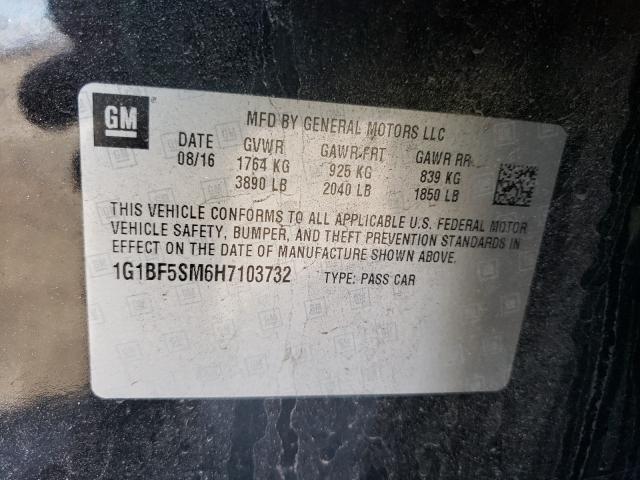 GM
MFD BY GENERAL MOTORS LLC
DATE GVWR GAWR FRT GAWR RR
08/16 1764 KG 925 KG 839 KG
3890 LB 2040 LB 1850 LB
THIS VEHICLE CONFORMS TO ALL APPLICABLE U.S. FEDERAL MOTOR
VEHICLE SAFETY, BUMPER, AND THEFT PREVENTION STANDARDS IN
EFFECT ON THE DATE OF MANUFACTURE SHOWN ABOVE.
1G1BF5SM6H7103732 TYPE: PASS CAR